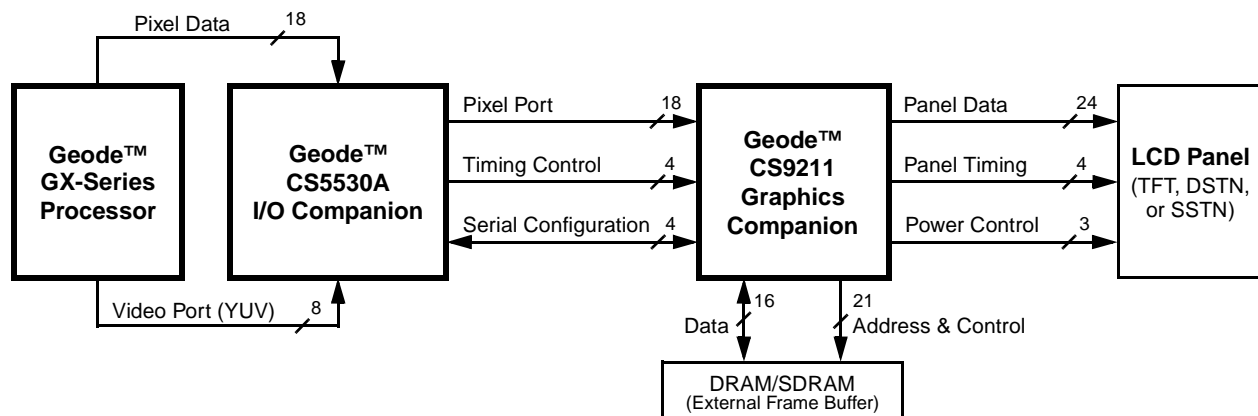 Pixel Data
18
Geode™
GX-Series
Processor
Geode™
CS5530A
I/O Companion
Video Port (YUV)
8
Pixel Port
18
Timing Control
4
Serial Configuration
4
Geode™
CS9211
Graphics
Companion
Panel Data
24
Panel Timing
4
Power Control
3
LCD Panel
(TFT, DSTN,
or SSTN)
16
Data
21
Address & Control
DRAM/SDRAM
(External Frame Buffer)